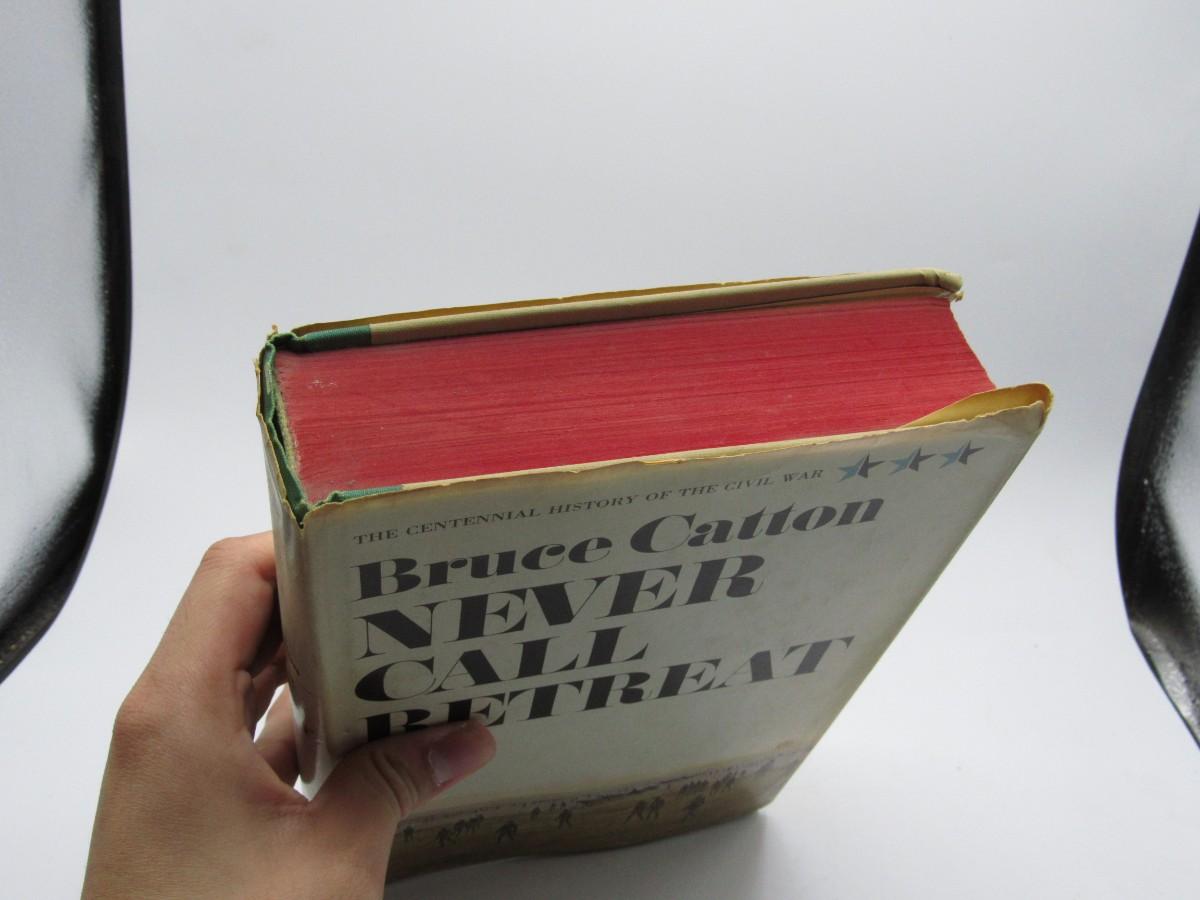 THE CENTENNIAL HISTORY OF THE CIVIL WAR
Bruce Catton
NEVER
CALL
RETREAT